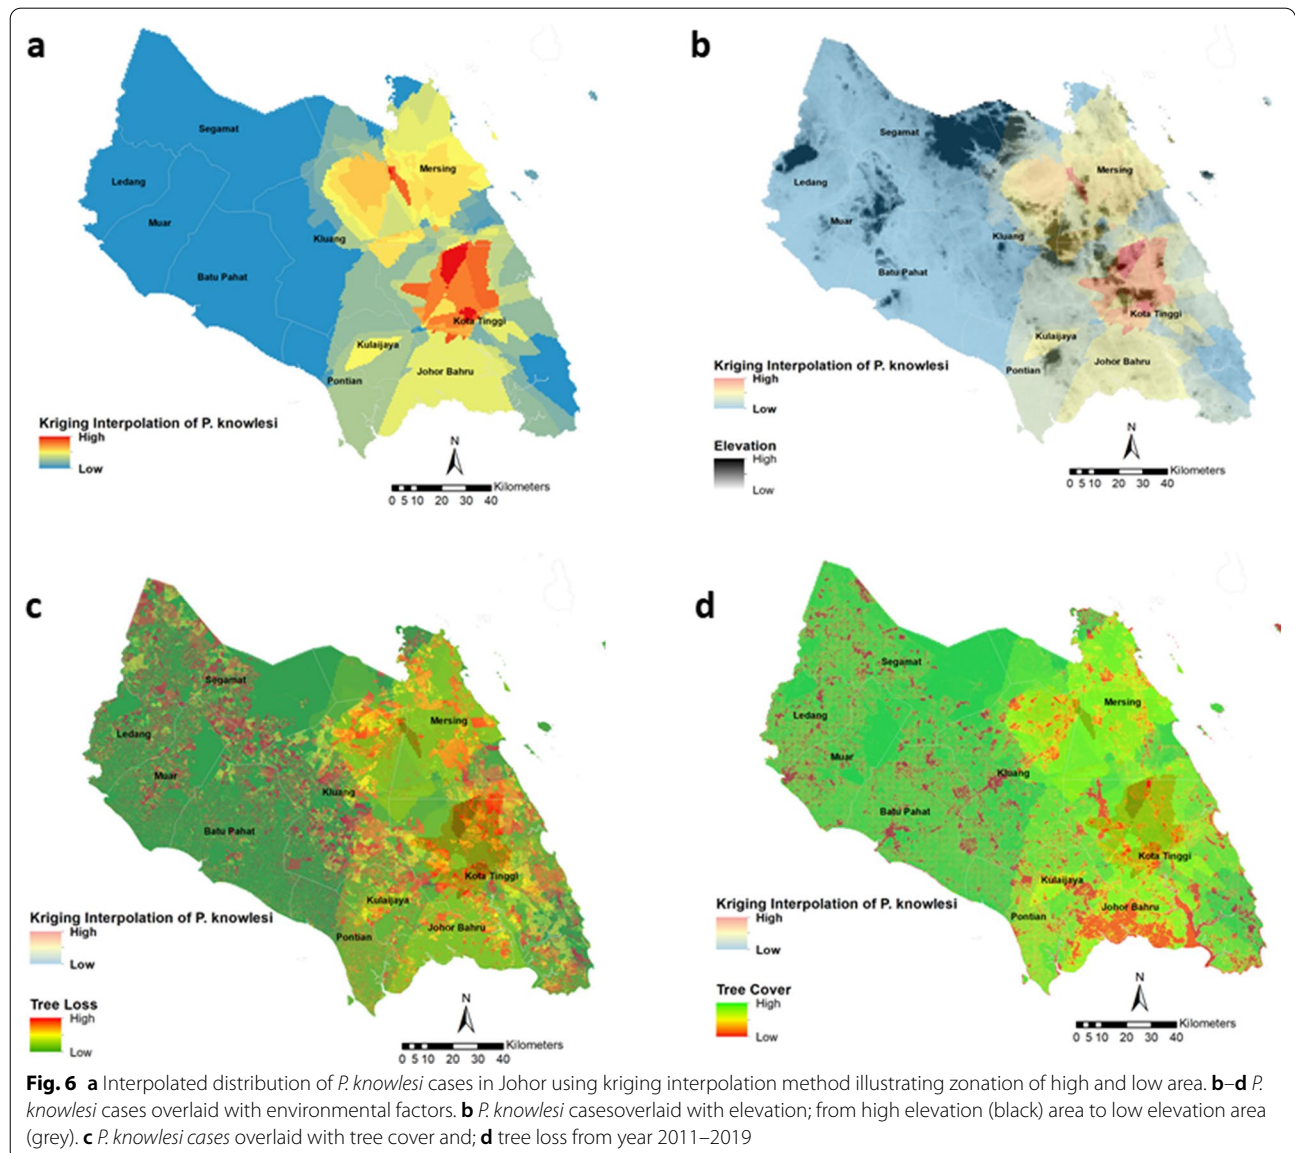 a
Segamat
Ledang
Mersing
Muar
Kluang
Batu Pahat
Kota Tinggi
Kulaijaya
Johor Bahru
Pontian
Kriging Interpolation of P. knowlesi
High
Low
N
Kilometers
0 5 10 20 30 40
b
Segamat
Mersing
Ledang
Muar
Kluang
Batu Pahat
Kota Tinggi
Kulaijaya
Johor Bahru
Pontian
Kriging Interpolation of P. knowlesi
High
Low
Elevation
High
Low
N
Kilometers
0 5 10 20 30 40
c
Segamat
Mersing
Ledang
Muar
Kluang
Batu Pahat
Kota Tinggi
Kulaijaya
Johor Bahru
Pontian
Kriging Interpolation of P. knowlesi
High
Low
Tree Loss
High
Low
N
Kilometers
0 5 10 20 30 40
d
Segamat
Mersing
Ledang
Muar
Kluang
Batu Pahat
Kota Tinggi
Kulaijaya
Johor Bahru
Pontian
Kriging Interpolation of P. knowlesi
High
Low
Tree Cover
High
Low
N
Kilometers
0 5 10 20 30 40
Fig. 6 a Interpolated distribution of P. knowlesi cases in Johor using kriging interpolation method illustrating zonation of high and low area. b–d P.
knowlesi cases overlaid with environmental factors. b P. knowlesi casesoverlaid with elevation; from high elevation (black) area to low elevation area
(grey). c P. knowlesi cases overlaid with tree cover and; d tree loss from year 2011–2019